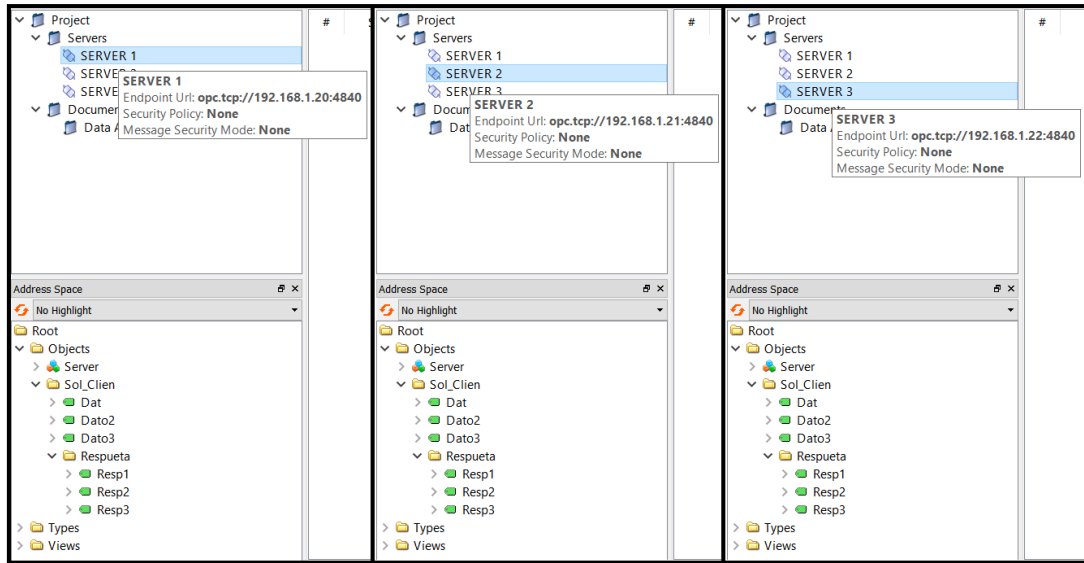 Project
Servers
SERVER 1
SERVE
SERVE
Documen
Data A
SERVER 1
Endpoint Url: opc.tcp://192.168.1.20:4840
Security Policy: None
Message Security Mode: None
#
Address Space
No Highlight
Root
Objects
Server
Sol_Clien
Dat
Dato2
Dato3
Respueta
Resp1
Resp2
Resp3
Types
Views
Project
Servers
SERVER 1
SERVER 2
SERVER 3
Docum
Dat
SERVER 2
Endpoint Url: opc.tcp://192.168.1.21:4840
Security Policy: None
Message Security Mode: None
#
Address Space
No Highlight
Root
Objects
Server
Sol_Clien
Dat
Dato2
Dato3
Respueta
Resp1
Resp2
Resp3
Types
Views
Project
Servers
SERVER 1
SERVER 2
SERVER 3
Documents
Data
SERVER 3
Endpoint Url: opc.tcp://192.168.1.22:4840
Security Policy: None
Message Security Mode: None
#
Address Space
No Highlight
Root
Objects
Server
Sol_Clien
Dat
Dato2
Dato3
Respueta
Resp1
Resp2
Resp3
Types
Views